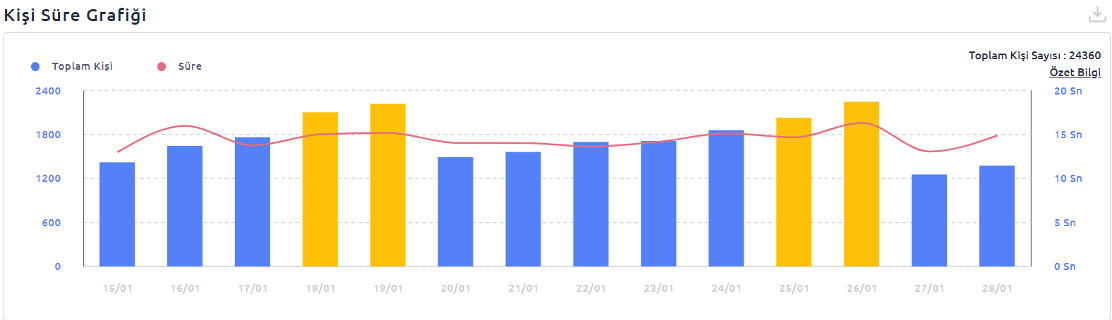 Kişi Süre Grafiği
Toplam Kişi Sayısı : 24360
Toplam Kişi Süre
Özet Bilgi
2400 20 Sn
1800 15 Sn
1200 10 Sn
600 5 Sn
0 0 Sn
15/01 16/01 17/01 18/01 19/01 20/01 21/01 22/01 23/01 24/01 25/01 26/01 27/01 28/01